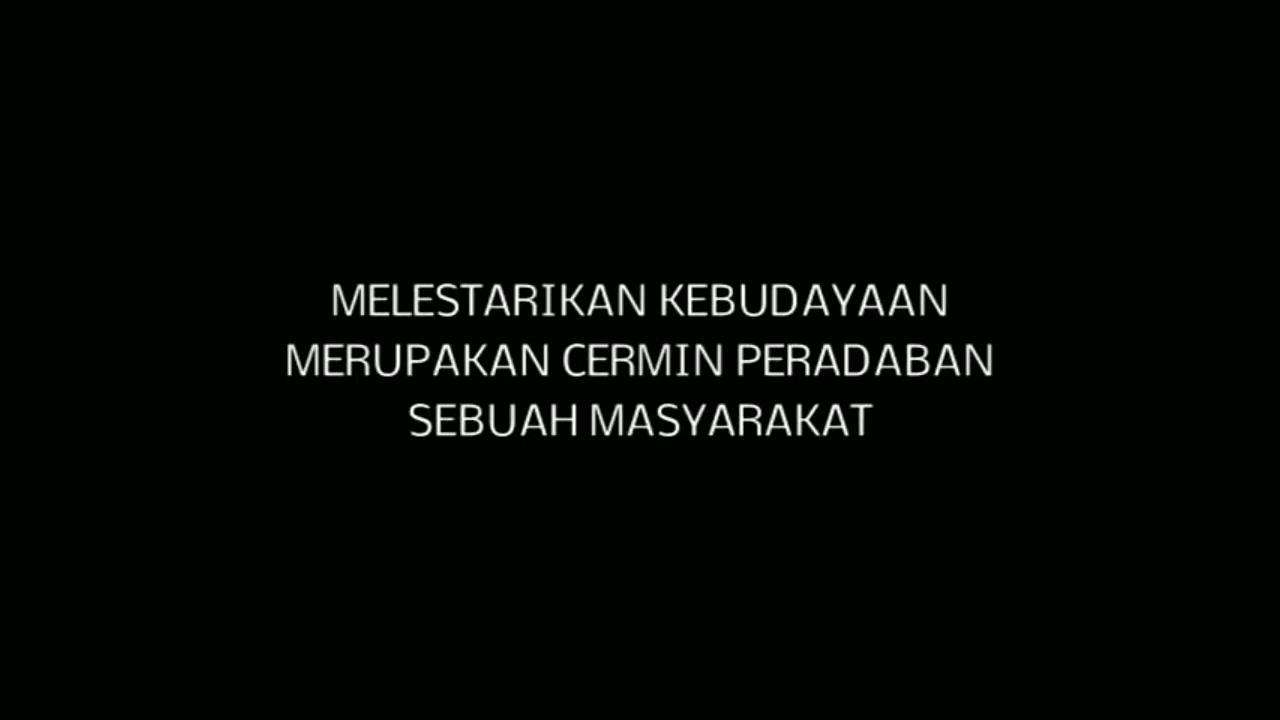 MELESTARIKAN KEBUDAYAAN
MERUPAKAN CERMIN PERADABAN
SEBUAH MASYARAKAT